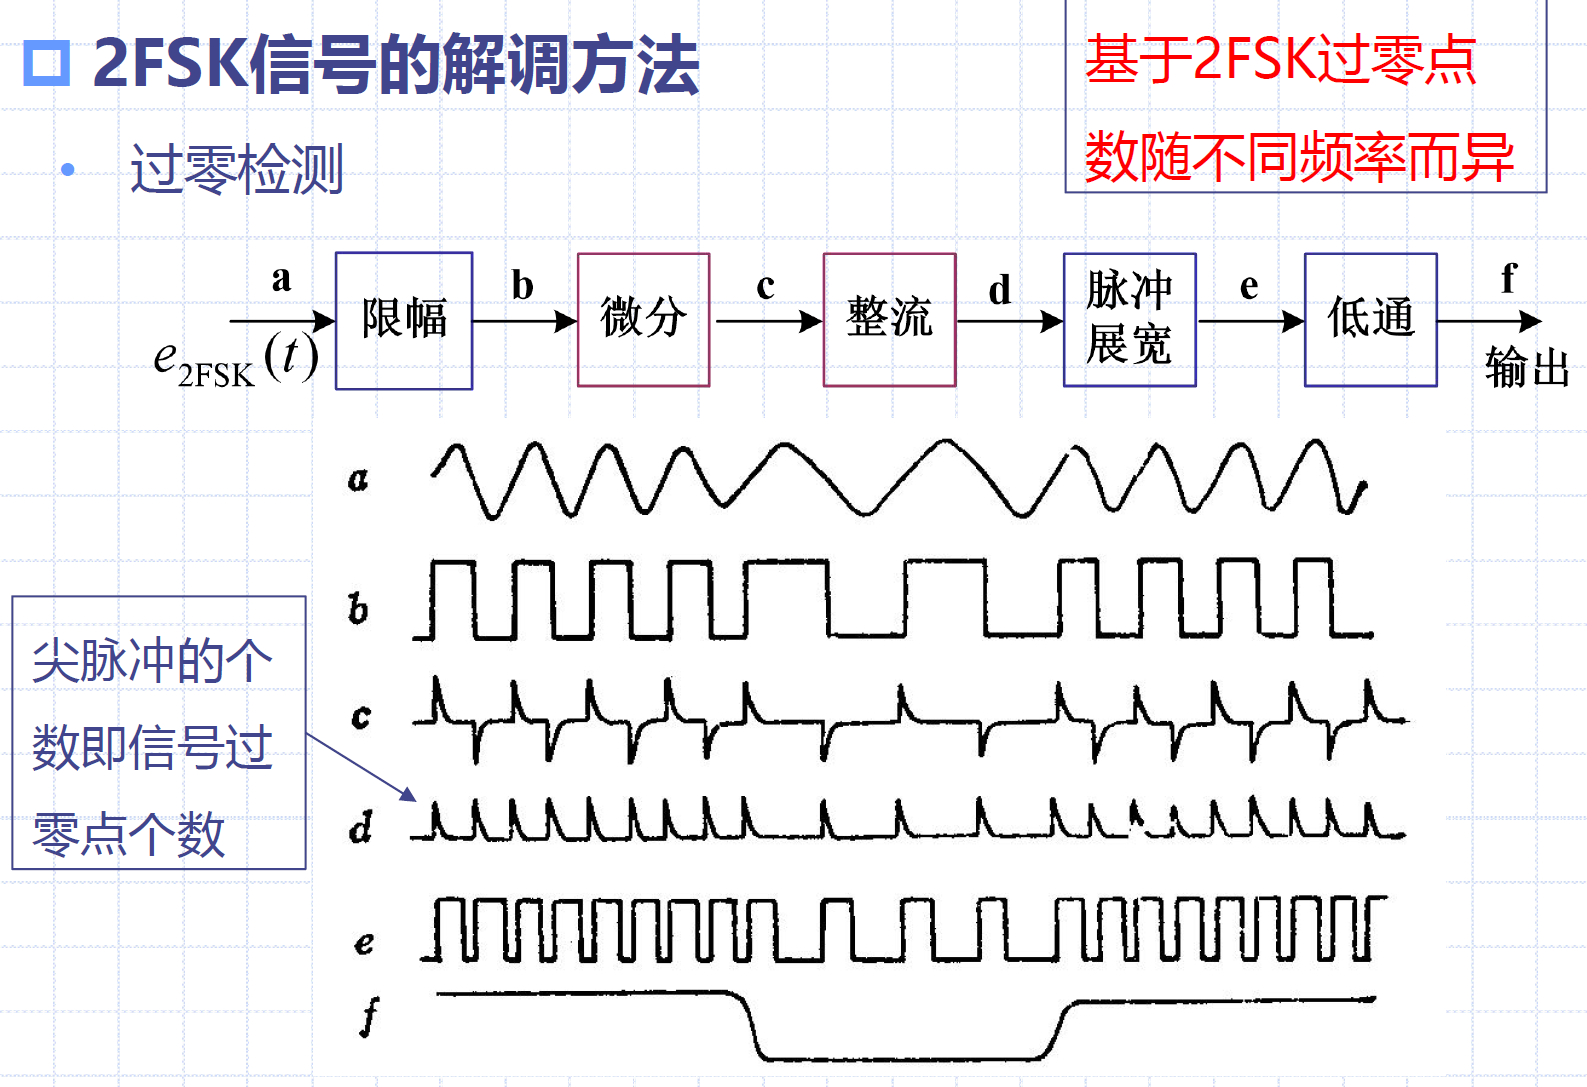 2FSK信号的解调方法
基于2FSK过零点
数随不同频率而异
• 过零检测
a
b
c
d
e
f
限幅
微分
整流
脉冲
展宽
低通
e2FSK(t)
输出
a
b
尖脉冲的个
数即信号过
零点个数
c
d
e
f